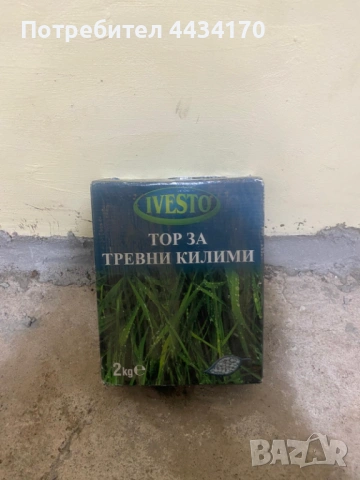 Потребител 4434170
IVESTO
ТОР ЗА
ТРЕВНИ КИЛИМИ
2kg℮
BAZAR